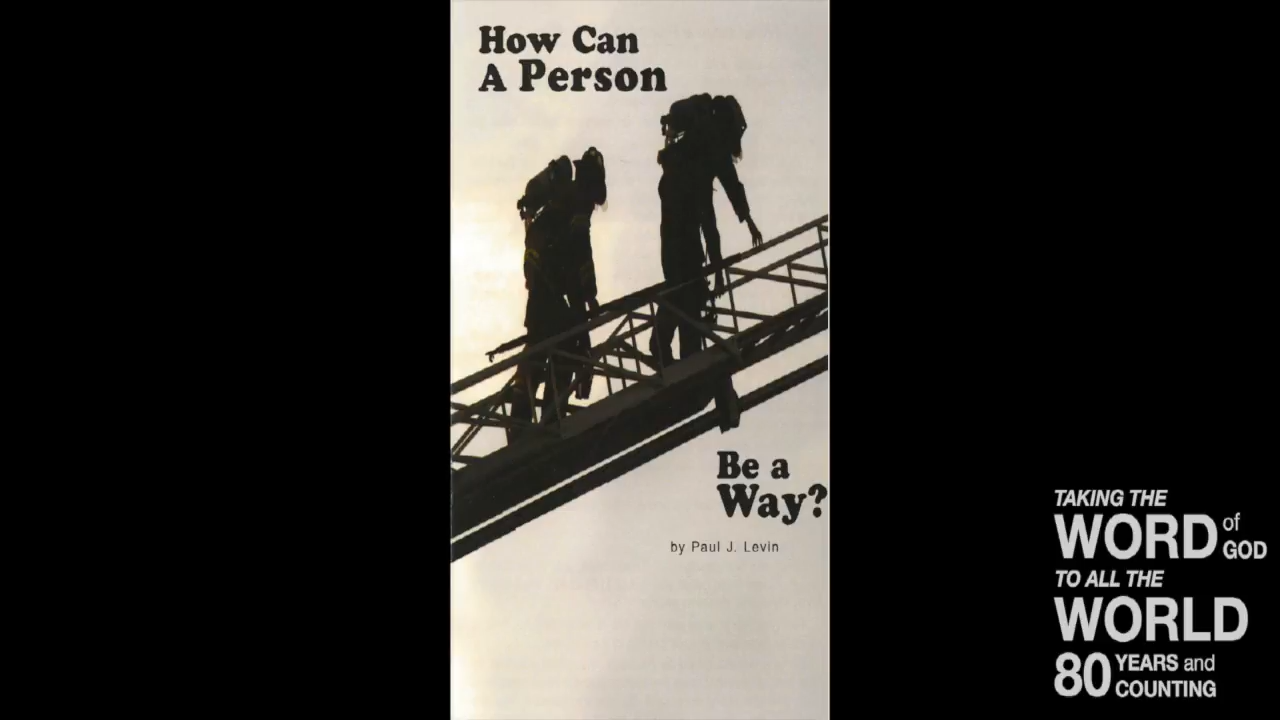 How Can
A Person
Be a
Way?
by Paul J. Levin
TAKING THE
WORD of GOD
TO ALL THE
WORLD
80 YEARS and COUNTING